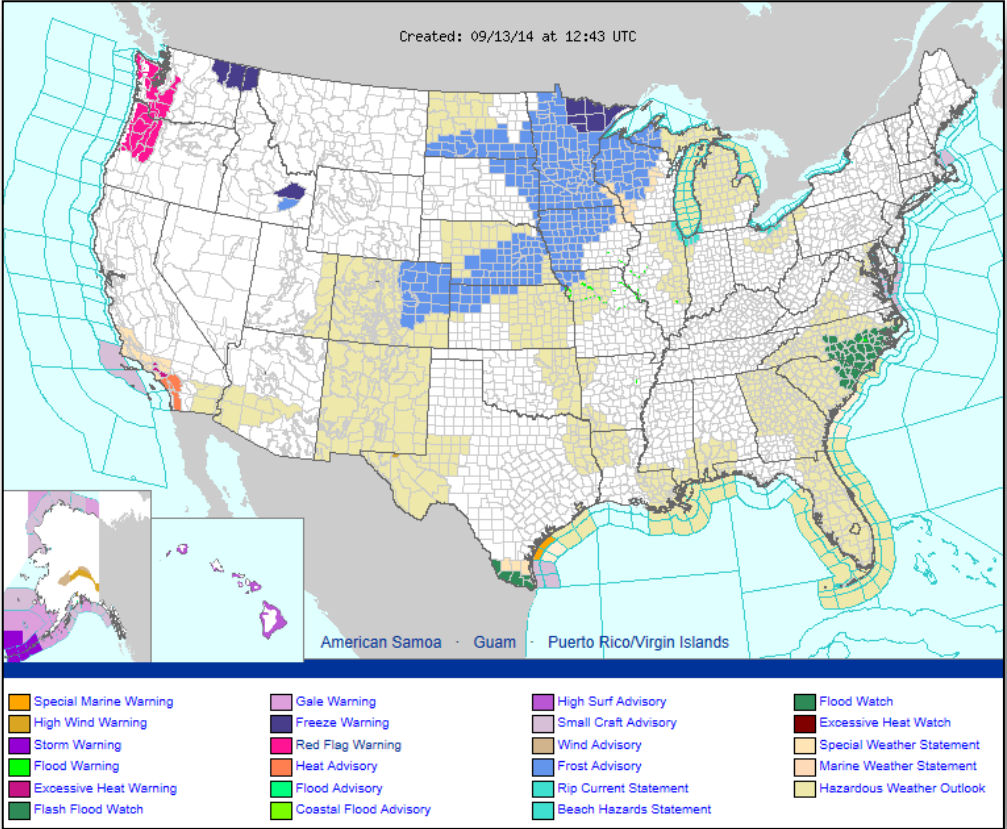 Created: 09/13/14 at 12:43 UTC
American Samoa · Guam · Puerto Rico/Virgin Islands
Special Marine Warning
High Wind Warning
Storm Warning
Flood Warning
Excessive Heat Warning
Flash Flood Watch
Gale Warning
Freeze Warning
Red Flag Warning
Heat Advisory
Flood Advisory
Coastal Flood Advisory
High Surf Advisory
Small Craft Advisory
Wind Advisory
Frost Advisory
Rip Current Statement
Beach Hazards Statement
Flood Watch
Excessive Heat Watch
Special Weather Statement
Marine Weather Statement
Hazardous Weather Outlook